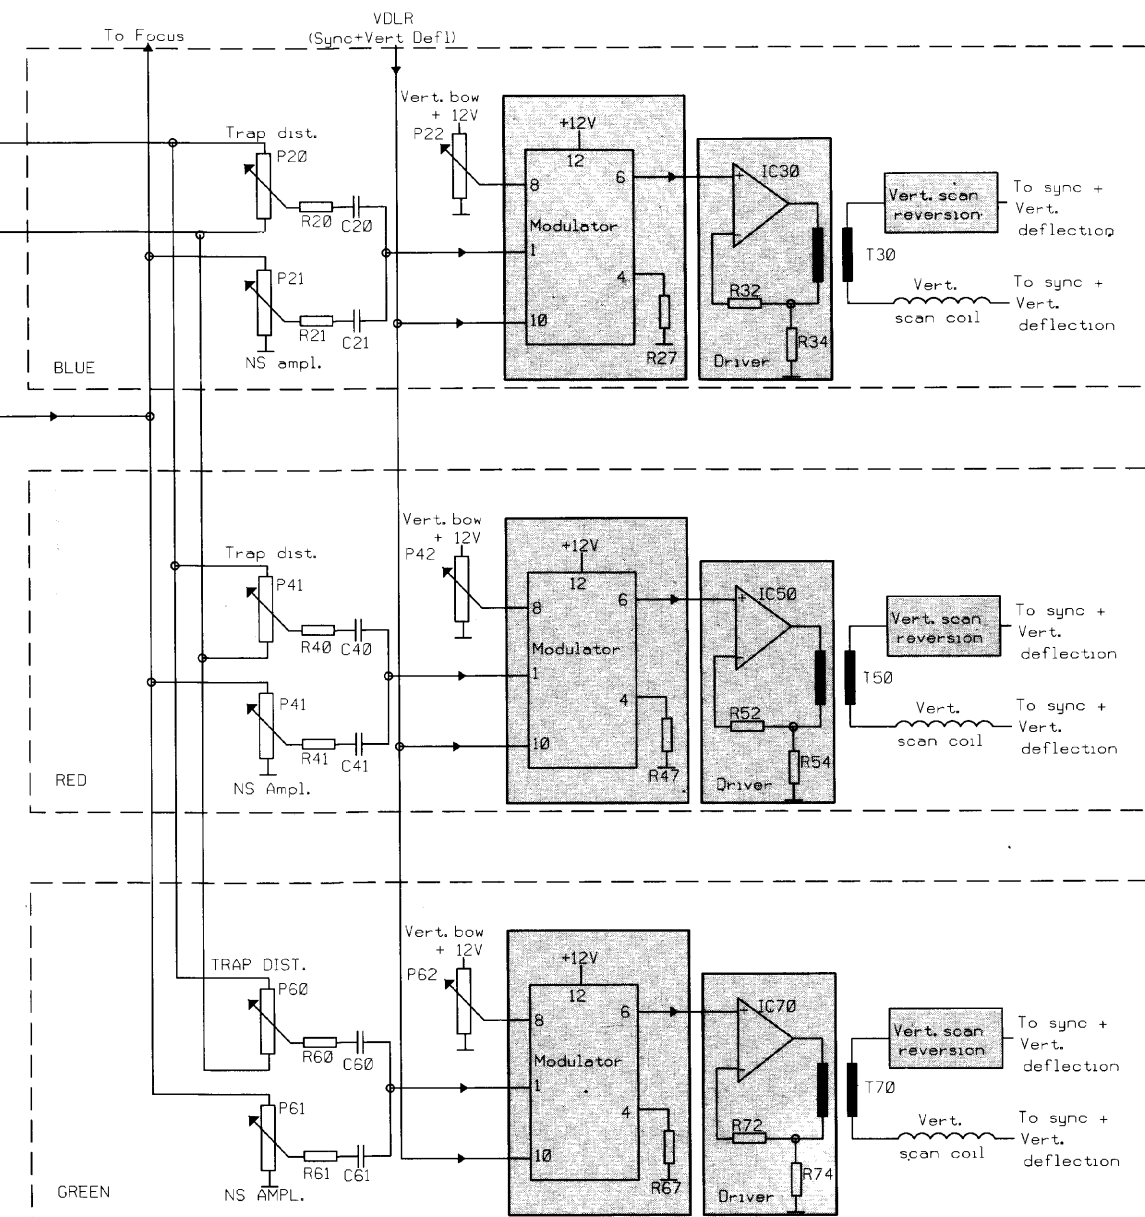 To Focus
VDLR
(Sync+Vert Defl)
Vert. bow
+ 12V
P22
Trap dist.
P20
R20
C20
P21
R21
C21
NS ampl.
BLUE
+12V
12
8
6
Modulator
1
4
10
R27
IC30
R32
R34
Driver
T30
Vert. scan
reversion
To sync +
Vert.
deflection
Vert.
scan coil
To sync +
Vert.
deflection
Vert. bow
+ 12V
P42
Trap dist.
P41
R40
C40
P41
R41
C41
NS Ampl.
RED
+12V
12
8
6
Modulator
1
4
10
R47
IC50
R52
R54
Driver
T50
Vert. scan
reversion
To sync +
Vert.
deflection
Vert.
scan coil
To sync +
Vert.
deflection
Vert. bow
+ 12V
P62
TRAP DIST.
P60
R60
C60
P61
R61
C61
NS AMPL.
GREEN
+12V
12
8
6
Modulator
1
4
10
R67
IC70
R72
R74
Driver
T70
Vert. scan
reversion
To sync +
Vert.
deflection
Vert.
scan coil
To sync +
Vert.
deflection